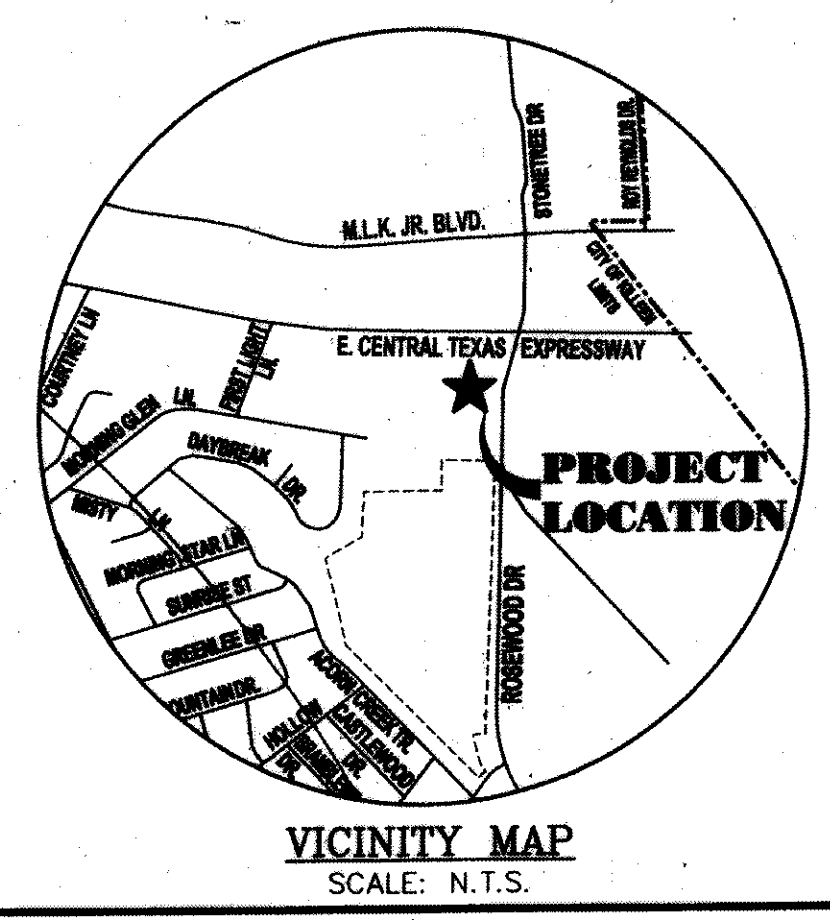 STONETREE DR
ROY REYNOLDS DR.
M.L.K. JR. BLVD.
CITY OF KILLEEN
LIMITS
E. CENTRAL TEXAS EXPRESSWAY
COURTNEY LN
FIRST LIGHT
LN.
MORNING GLEN LN.
DAYBREAK
DR.
PROJECT
LOCATION
MISTY
LN.
MORNING STAR LN
SUNRISE ST
GREENLEE DR
OUNTAIN DR.
ROSEWOOD DR
ACORN
CREEK TR.
HOLLOW
DR.
CASTLEWOOD
DR.
VICINITY MAP
SCALE: N.T.S.